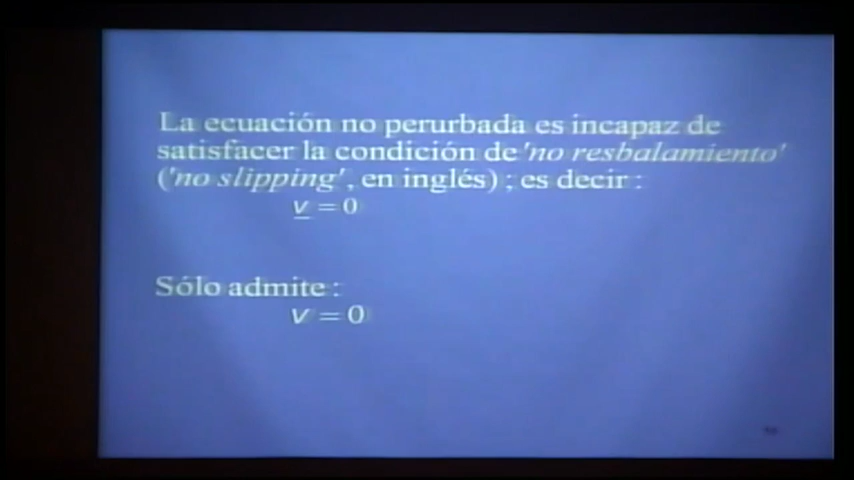 La ecuación no perurbada es incapaz de
satisfacer la condición de 'no resbalamiento'
('no slipping', en inglés) ; es decir :
v = 0
Sólo admite :
v = 0